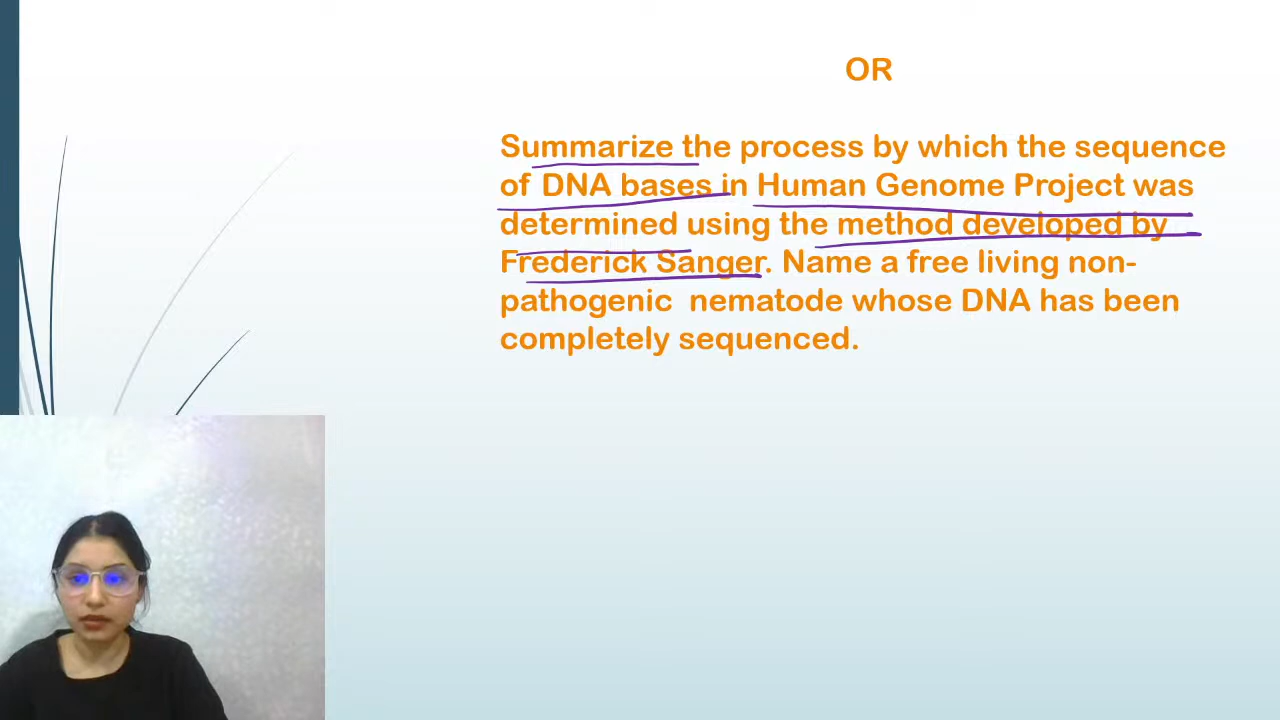 OR
Summarize the process by which the sequence
of DNA bases in Human Genome Project was
determined using the method developed by
Frederick Sanger. Name a free living non-
pathogenic nematode whose DNA has been
completely sequenced.